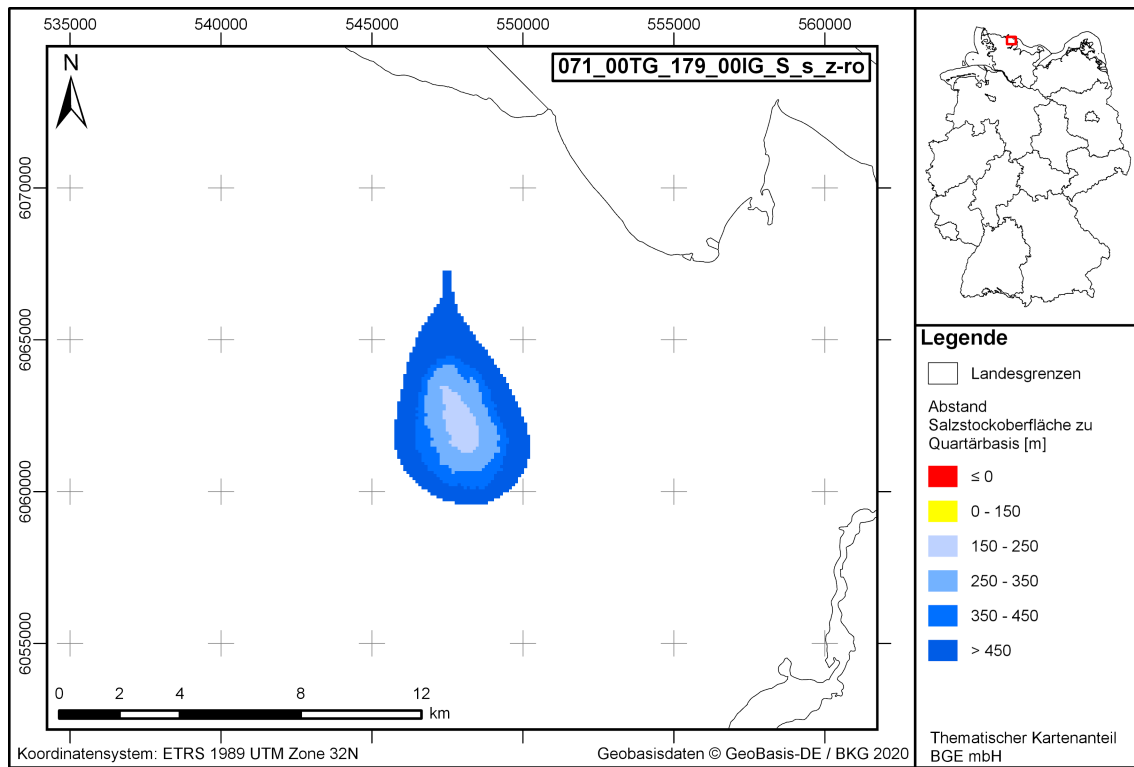 535000 540000 545000 550000 555000 560000
071_00TG_179_00IG_S_s_z-ro
N
6070000
6065000
6060000
6055000
0 2 4 8 12
km
Koordinatensystem: ETRS 1989 UTM Zone 32N
Geobasisdaten © GeoBasis-DE / BKG 2020
Legende
Landesgrenzen
Abstand
Salzstockoberfläche zu
Quartärbasis [m]
≤ 0
0 - 150
150 - 250
250 - 350
350 - 450
> 450
Thematischer Kartenanteil
BGE mbH